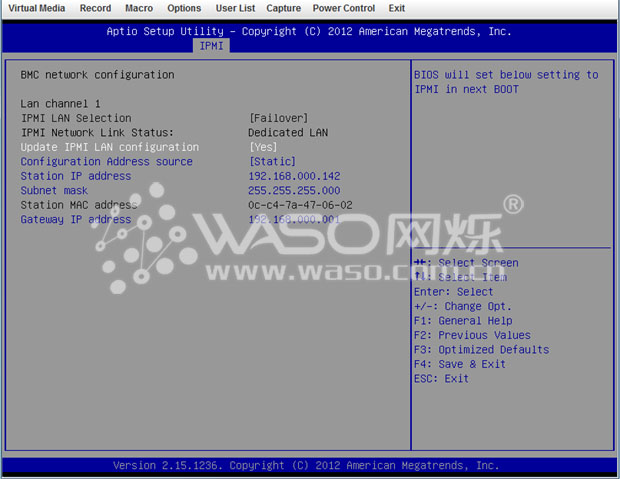 Virtual Media Record Macro Options User List Capture Power Control Exit
Aptio Setup Utility – Copyright (C) 2012 American Megatrends, Inc.
IPMI
BMC network configuration
Lan channel 1
IPMI LAN Selection [Failover]
IPMI Network Link Status: Dedicated LAN
Update IPMI LAN configuration [Yes]
Configuration Address source [Static]
Station IP address 192.168.000.142
Subnet mask 255.255.255.000
Station MAC address 0c-c4-7a-47-06-02
Gateway IP address 192.168.000.001
BIOS will set below setting to
IPMI in next BOOT
WASO网烁®
www.waso.com.cn
→←: Select Screen
↑↓: Select Item
Enter: Select
+/-: Change Opt.
F1: General Help
F2: Previous Values
F3: Optimized Defaults
F4: Save & Exit
ESC: Exit
Version 2.15.1236. Copyright (C) 2012 American Megatrends, Inc.